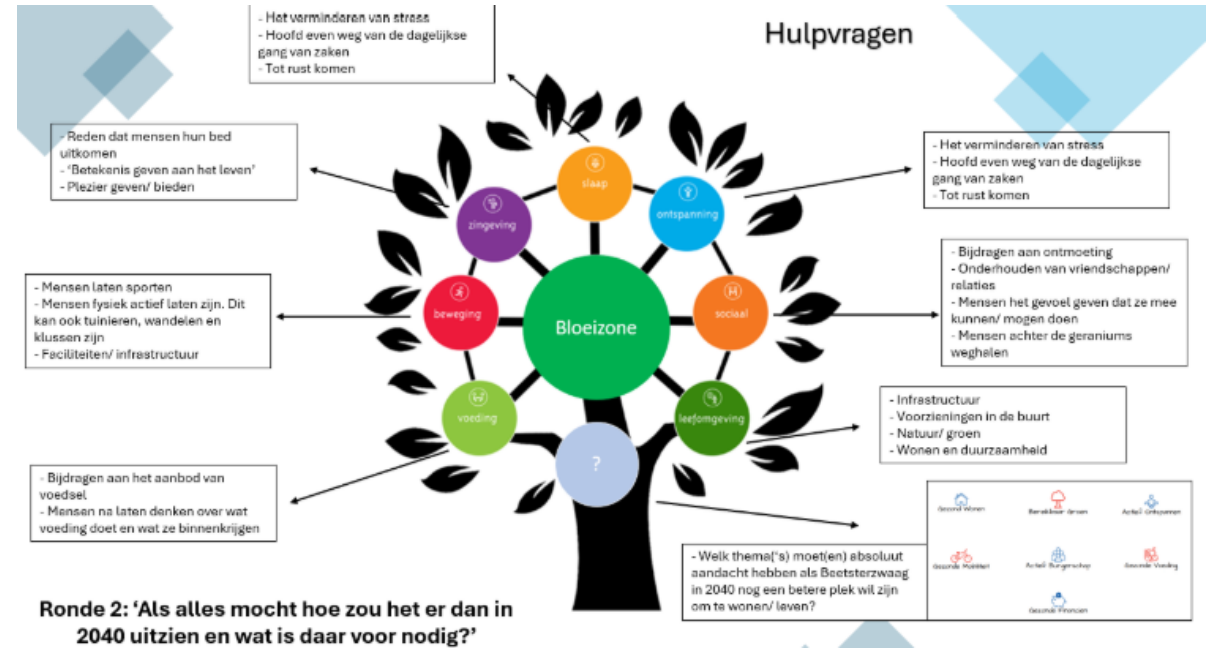 Hulpvragen
- Het verminderen van stress
- Hoofd even weg van de dagelijkse
gang van zaken
- Tot rust komen
- Reden dat mensen hun bed
uitkomen
- 'Betekenis geven aan het leven'
- Plezier geven/ bieden
- Mensen laten sporten
- Mensen fysiek actief laten zijn. Dit
kan ook tuinieren, wandelen en
klussen zijn
- Faciliteiten/ infrastructuur
- Bijdragen aan het aanbod van
voedsel
- Mensen na laten denken over wat
voeding doet en wat ze binnenkrijgen
slaap
zingeving
ontspanning
beweging
Bloeizone
sociaal
voeding
leefomgeving
?
- Het verminderen van stress
- Hoofd even weg van de dagelijkse
gang van zaken
- Tot rust komen
- Bijdragen aan ontmoeting
- Onderhouden van vriendschappen/
relaties
- Mensen het gevoel geven dat ze mee
kunnen/ mogen doen
- Mensen achter de geraniums
weghalen
- Infrastructuur
- Voorzieningen in de buurt
- Natuur/ groen
- Wonen en duurzaamheid
- Welk thema('s) moet(en) absoluut
aandacht hebben als Beetsterzwaag
in 2040 nog een betere plek wil zijn
om te wonen/ leven?
Gezond Wonen
Bereikbaar Groen
Actief Ontspannen
Gezonde
Actief Burgerschap
Gezonde Voeding
Gezonde Financien
Ronde 2: 'Als alles mocht hoe zou het er dan in
2040 uitzien en wat is daar voor nodig?'